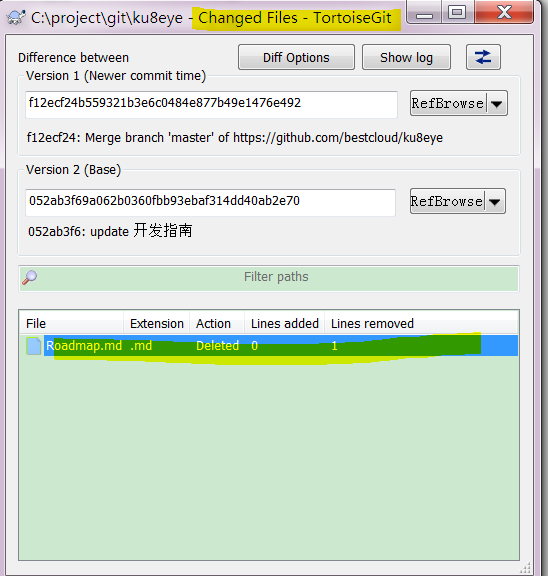 C:\project\git\ku8eye - Changed Files - TortoiseGit
Difference between
Diff Options
Show log
Version 1 (Newer commit time)
f12ecf24b559321b3e6c0484e877b49e1476e492
RefBrowse
f12ecf24: Merge branch 'master' of https://github.com/bestcloud/ku8eye
Version 2 (Base)
052ab3f69a062b0360fbb93ebaf314dd40ab2e70
RefBrowse
052ab3f6: update 开发指南
Filter paths
File Extension Action Lines added Lines removed
Roadmap.md .md Deleted 0 1